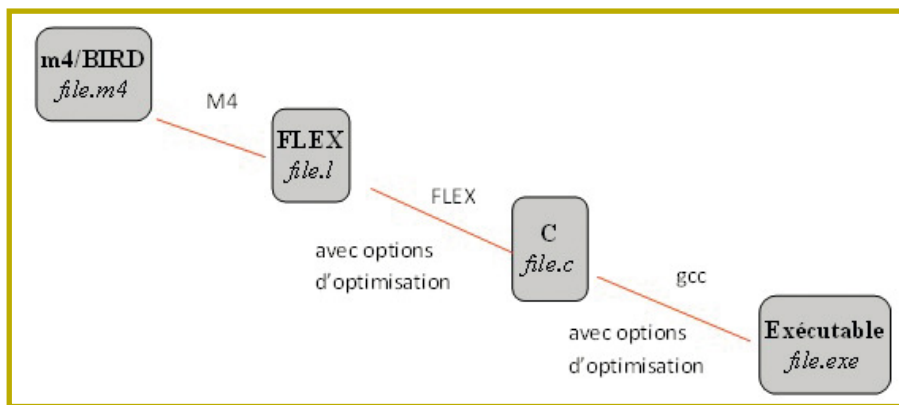 m4/BIRD
file.m4
M4
FLEX
file.l
FLEX
avec options
d’optimisation
C
file.c
gcc
avec options
d’optimisation
Exécutable
file.exe